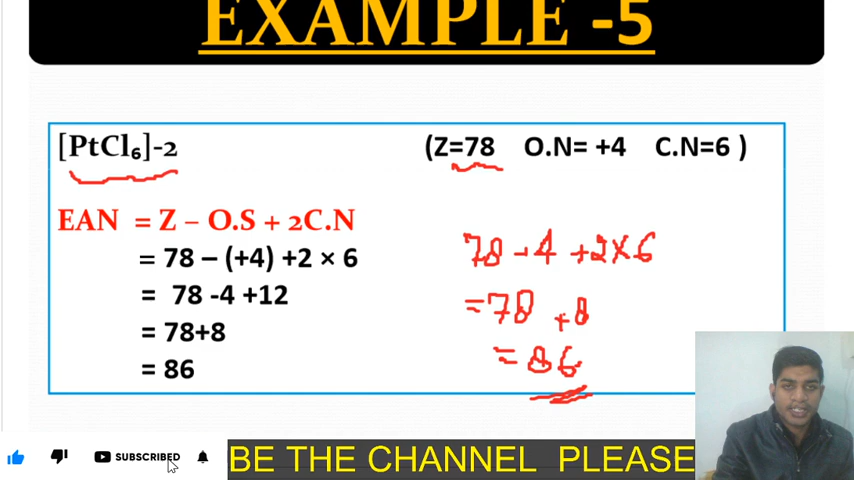 EXAMPLE -5
[PtCl₆]-2 (Z=78 O.N= +4 C.N=6 )
EAN = Z – O.S + 2C.N
= 78 – (+4) +2 × 6
= 78 -4 +12
= 78+8
= 86
78 - 4 +2×6
=78 +8
= 86
SUBSCRIBED
BE THE CHANNEL PLEASE